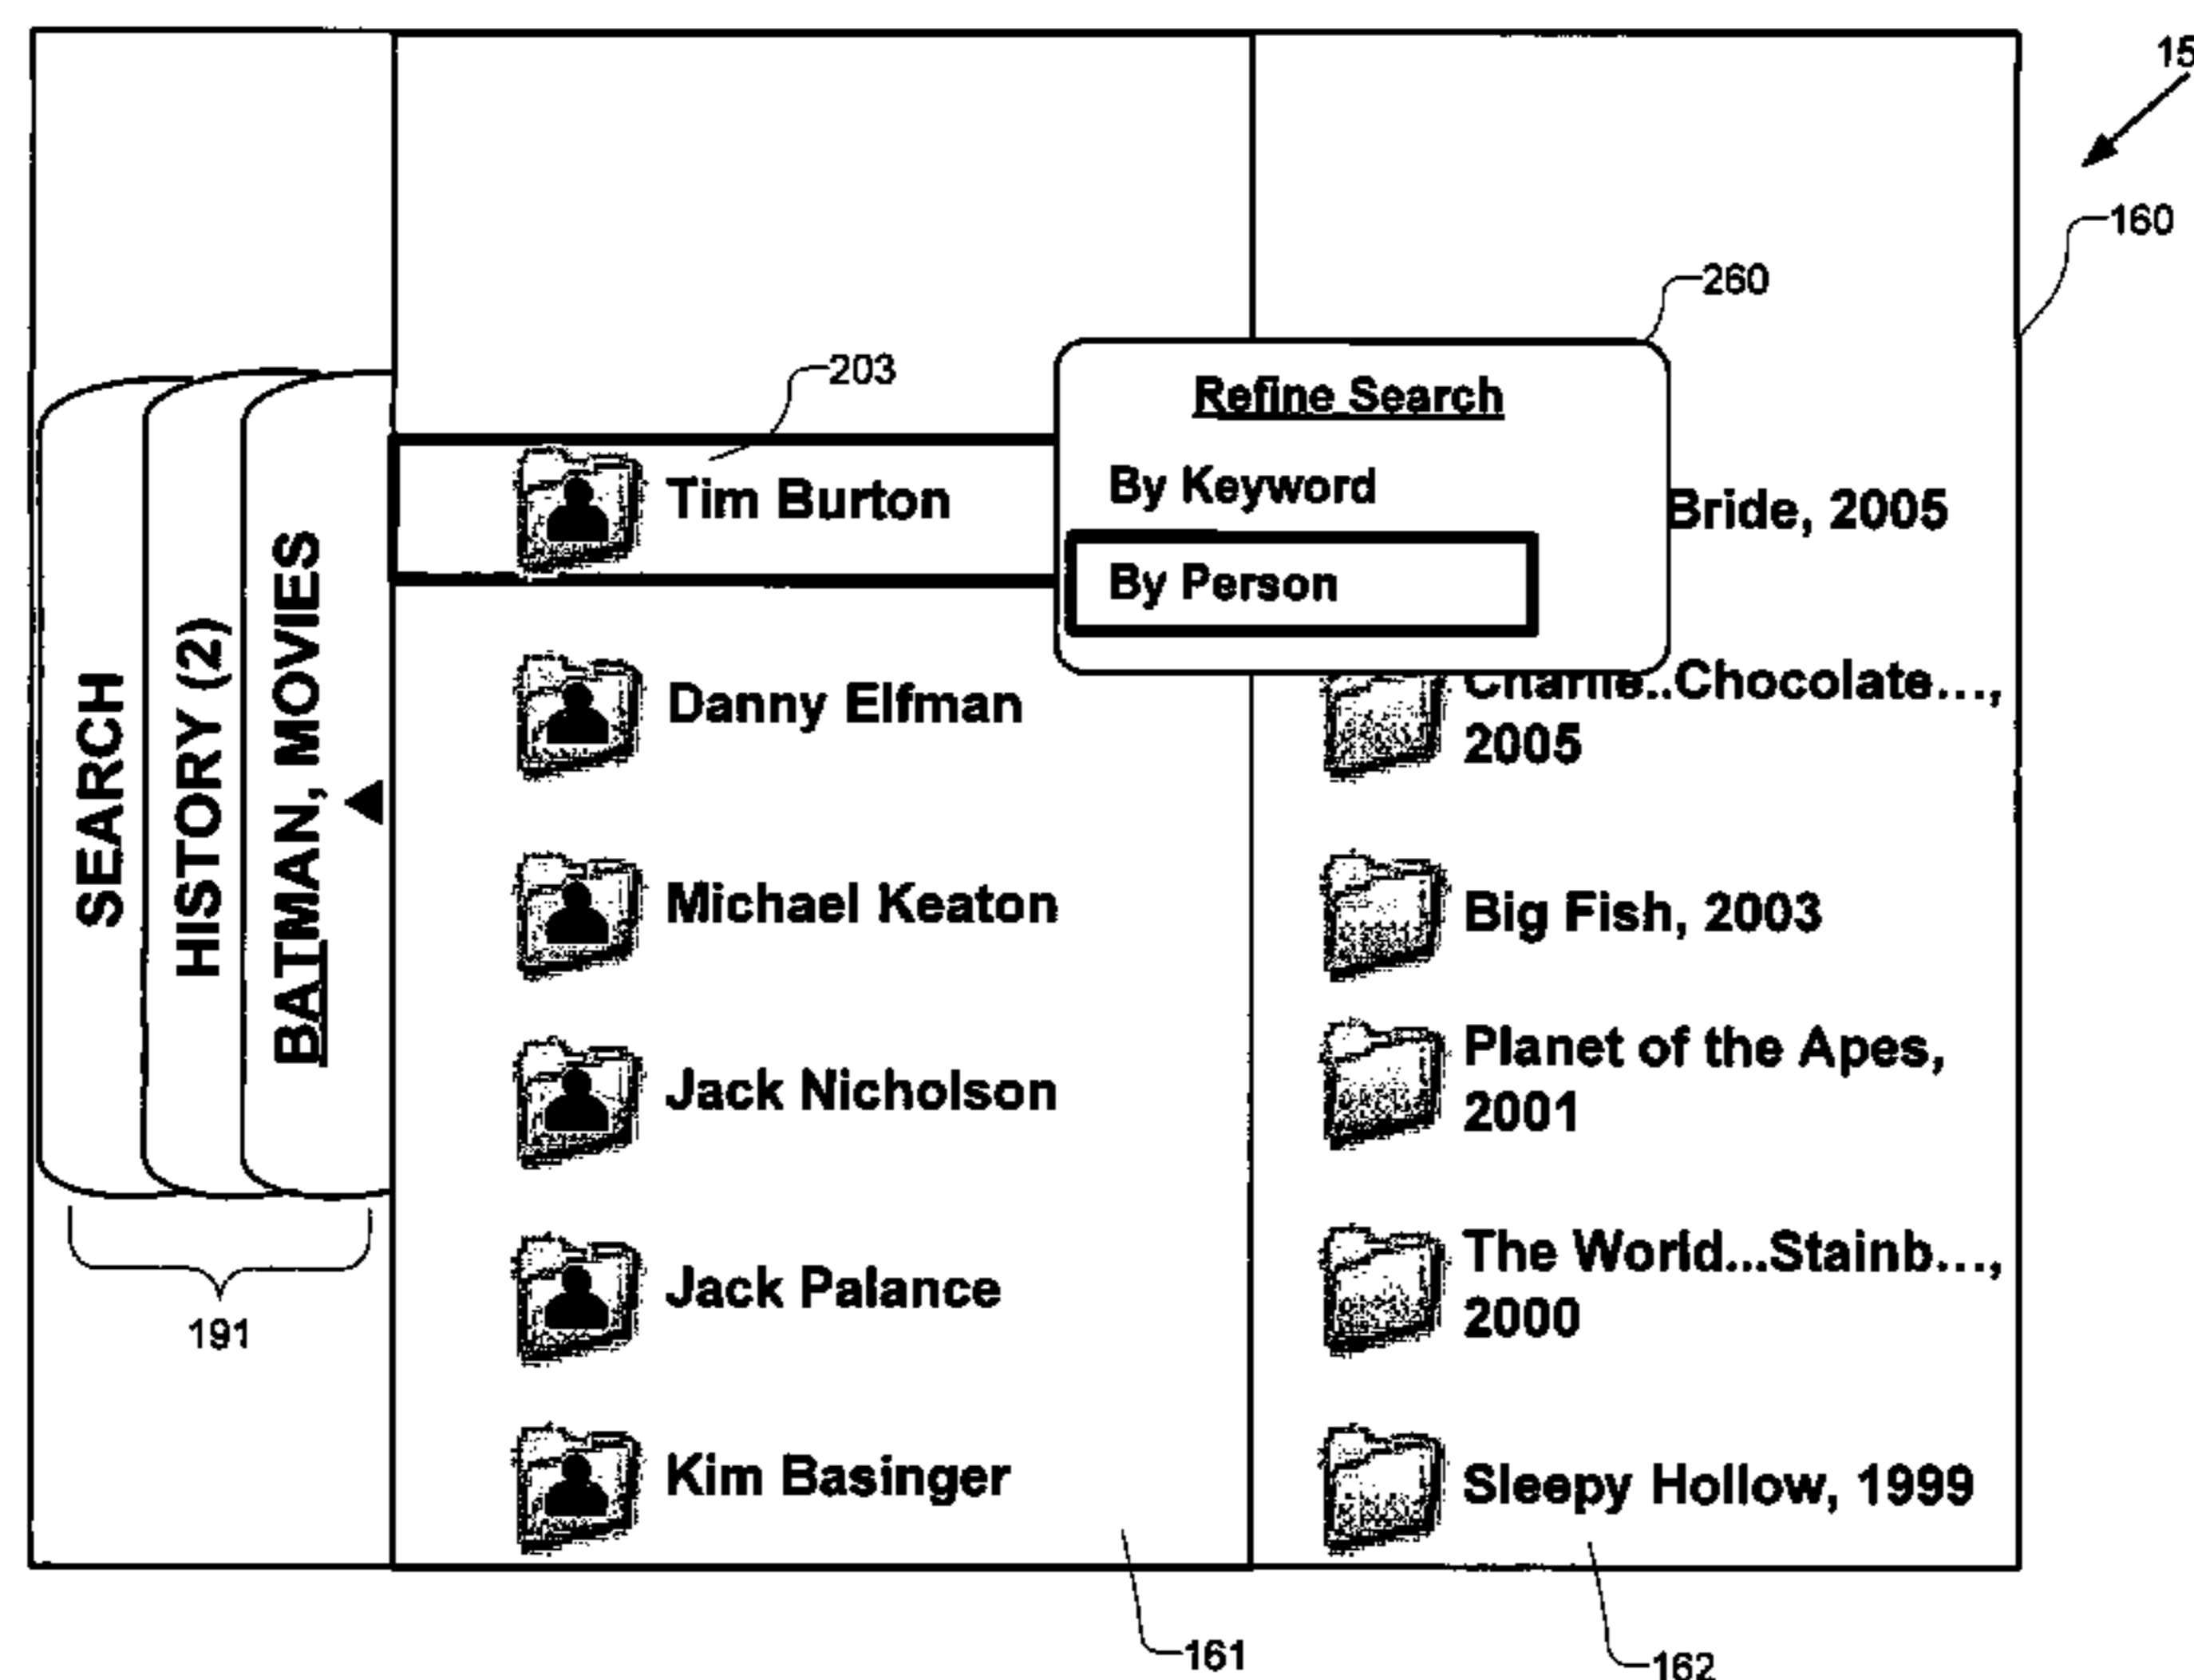 15
160
260
203
Refine Search
By Keyword
By Person
SEARCH
HISTORY (2)
BATMAN, MOVIES
Tim Burton
Danny Elfman
Michael Keaton
Jack Nicholson
Jack Palance
Kim Basinger
Bride, 2005
Charlie..Chocolate...,
2005
Big Fish, 2003
Planet of the Apes,
2001
The World...Stainb...,
2000
Sleepy Hollow, 1999
191
161
162